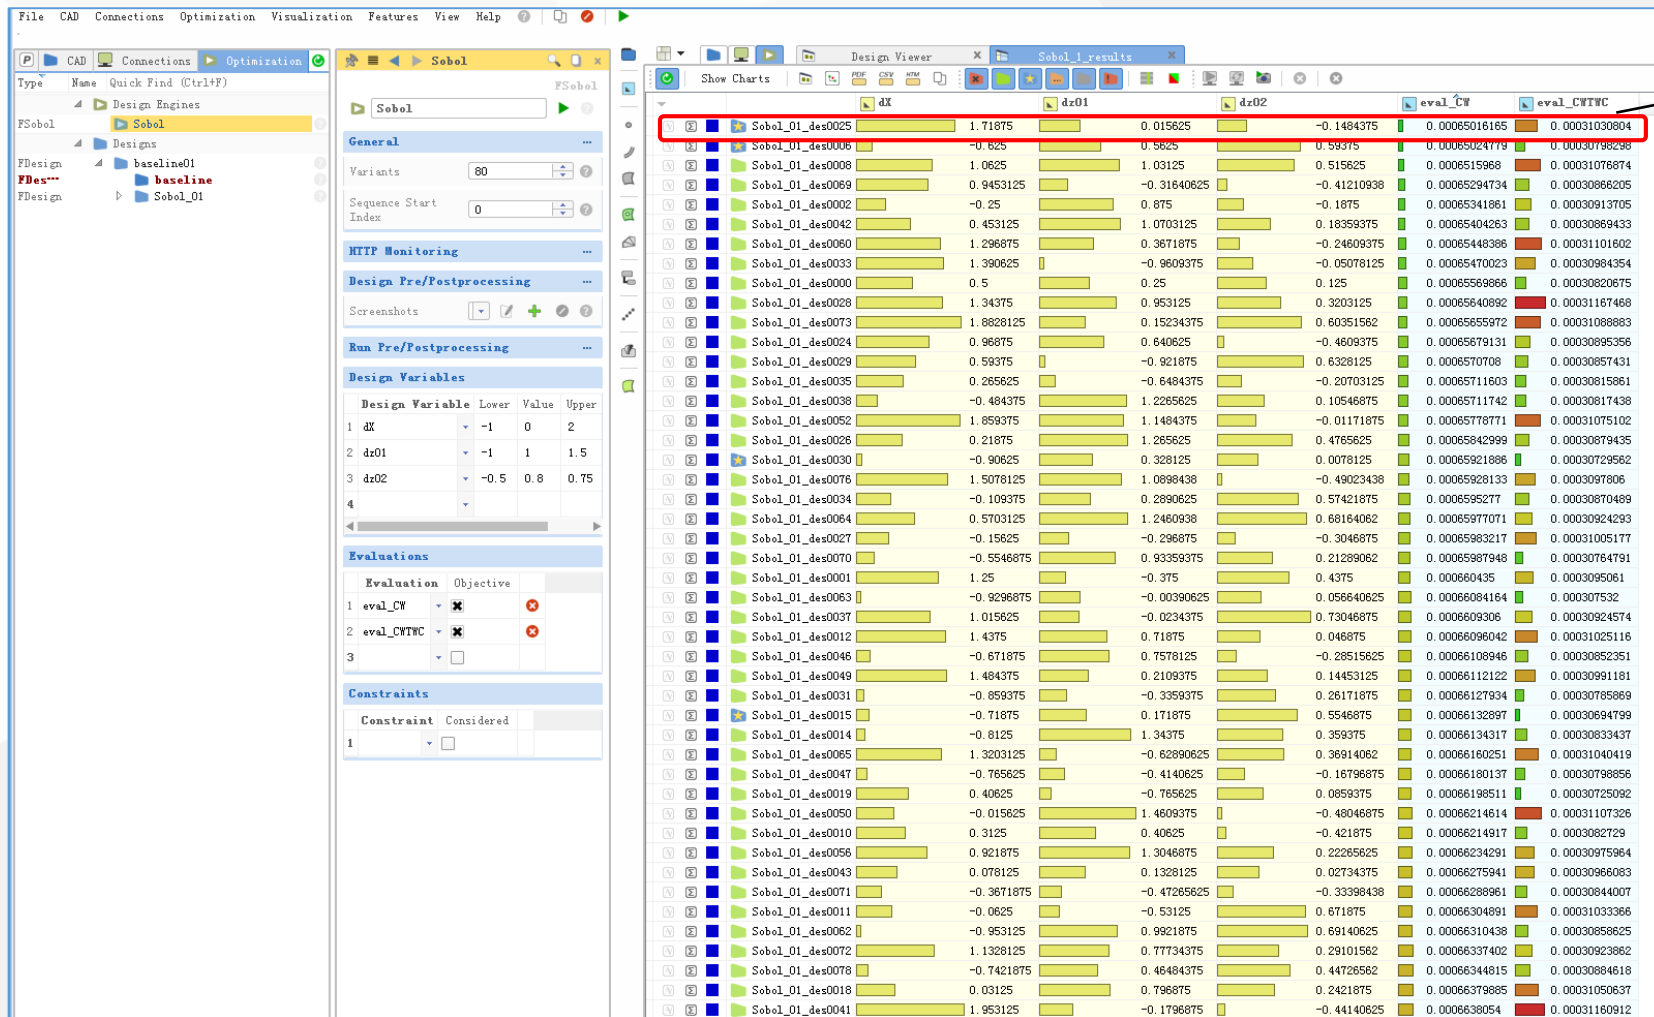 File CAD Connections Optimization Visualization Features View Help
CAD Connections Optimization
Type Name Quick Find (Ctrl+F)
Design Engines
FSobol Sobol
Designs
FDesign baseline01
FDes··· baseline
FDesign Sobol_01
Sobol
FSobol
Sobol
General ···
Variants 80
Sequence Start Index 0
HTTP Monitoring ···
Design Pre/Postprocessing ···
Screenshots
Run Pre/Postprocessing ···
Design Variables
Design Variable Lower Value Upper
1 dX -1 0 2
2 dz01 -1 1 1.5
3 dz02 -0.5 0.8 0.75
4
Evaluations
Evaluation Objective
1 eval_CW
2 eval_CWTWC
3
Constraints
Constraint Considered
1
Design Viewer Sobol_1_results
Show Charts PDF CSV HTM
dX dz01 dz02 eval_CW eval_CWTWC
Sobol_01_des0025 1.71875 0.015625 -0.1484375 0.00065016165 0.00031030804
Sobol_01_des0006 -0.625 0.5625 0.59375 0.00065024779 0.00030798298
Sobol_01_des0008 1.0625 1.03125 0.515625 0.0006515968 0.00031076874
Sobol_01_des0069 0.9453125 -0.31640625 -0.41210938 0.00065294734 0.00030866205
Sobol_01_des0002 -0.25 0.875 -0.1875 0.00065341861 0.00030913705
Sobol_01_des0042 0.453125 1.0703125 0.18359375 0.00065404263 0.00030869433
Sobol_01_des0060 1.296875 0.3671875 -0.24609375 0.00065448386 0.00031101602
Sobol_01_des0033 1.390625 -0.9609375 -0.05078125 0.00065470023 0.00030984354
Sobol_01_des0000 0.5 0.25 0.125 0.00065569866 0.00030820675
Sobol_01_des0028 1.34375 0.953125 0.3203125 0.00065640892 0.00031167468
Sobol_01_des0073 1.8828125 0.15234375 0.60351562 0.00065655972 0.00031088883
Sobol_01_des0024 0.96875 0.640625 -0.4609375 0.00065679131 0.00030895356
Sobol_01_des0029 0.59375 -0.921875 0.6328125 0.0006570708 0.00030857431
Sobol_01_des0035 0.265625 -0.6484375 -0.20703125 0.00065711603 0.00030815861
Sobol_01_des0038 -0.484375 1.2265625 0.10546875 0.00065711742 0.00030817438
Sobol_01_des0052 1.859375 1.1484375 -0.01171875 0.00065778771 0.00031075102
Sobol_01_des0026 0.21875 1.265625 0.4765625 0.00065842999 0.00030879435
Sobol_01_des0030 -0.90625 0.328125 0.0078125 0.00065921886 0.00030729562
Sobol_01_des0076 1.5078125 1.0898438 -0.49023438 0.00065928133 0.0003097806
Sobol_01_des0034 -0.109375 0.2890625 0.57421875 0.0006595277 0.00030870489
Sobol_01_des0064 0.5703125 1.2460938 0.68164062 0.00065977071 0.00030924293
Sobol_01_des0027 -0.15625 -0.296875 -0.3046875 0.00065983217 0.00031005177
Sobol_01_des0070 -0.5546875 0.93359375 0.21289062 0.00065987948 0.00030764791
Sobol_01_des0001 1.25 -0.375 0.4375 0.000660435 0.0003095061
Sobol_01_des0063 -0.9296875 -0.00390625 0.056640625 0.00066084164 0.000307532
Sobol_01_des0037 1.015625 -0.0234375 0.73046875 0.0006609306 0.00030924574
Sobol_01_des0012 1.4375 0.71875 0.046875 0.00066096042 0.00031025116
Sobol_01_des0046 -0.671875 0.7578125 -0.28515625 0.00066108946 0.00030852351
Sobol_01_des0049 1.484375 0.2109375 0.14453125 0.00066112122 0.00030991181
Sobol_01_des0031 -0.859375 -0.3359375 0.26171875 0.00066127934 0.00030785869
Sobol_01_des0015 -0.71875 0.171875 0.5546875 0.00066132897 0.00030694799
Sobol_01_des0014 -0.8125 1.34375 0.359375 0.00066134317 0.00030833437
Sobol_01_des0065 1.3203125 -0.62890625 0.36914062 0.00066160251 0.00031040419
Sobol_01_des0047 -0.765625 -0.4140625 -0.16796875 0.00066180137 0.00030798856
Sobol_01_des0019 0.40625 -0.765625 0.0859375 0.00066198511 0.00030725092
Sobol_01_des0050 -0.015625 1.4609375 -0.48046875 0.00066214614 0.00031107326
Sobol_01_des0010 0.3125 0.40625 -0.421875 0.00066214917 0.0003082729
Sobol_01_des0056 0.921875 1.3046875 0.22265625 0.00066234291 0.00030975964
Sobol_01_des0043 0.078125 0.1328125 0.02734375 0.00066275941 0.00030966083
Sobol_01_des0071 -0.3671875 -0.47265625 -0.33398438 0.00066288961 0.00030844007
Sobol_01_des0011 -0.0625 -0.53125 0.671875 0.00066304891 0.00031033366
Sobol_01_des0062 -0.953125 0.9921875 0.69140625 0.00066310438 0.00030858625
Sobol_01_des0072 1.1328125 0.77734375 0.29101562 0.00066337402 0.00030923862
Sobol_01_des0078 -0.7421875 0.46484375 0.44726562 0.00066344815 0.00030884618
Sobol_01_des0018 0.03125 0.796875 0.2421875 0.00066379885 0.00031050637
Sobol_01_des0041 1.953125 -0.1796875 -0.44140625 0.0006638054 0.00031160912